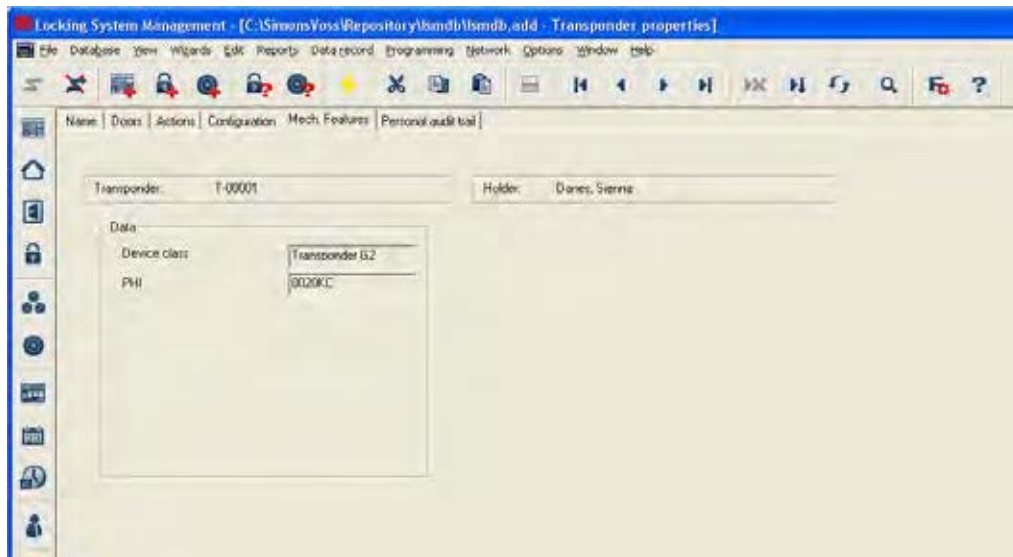 Locking System Management - [C:\SimonsVoss\Repository\lsmdb\lsmdb.add - Transponder properties]
File Database View Wizards Edit Reports Data record Programming Network Options Window Help
Name Doors Actions Configuration Mech. Features Personal audit trail
Transponder: T-00001 Holder: Danes, Sienna
Data
Device class Transponder G2
PHI 0020KC